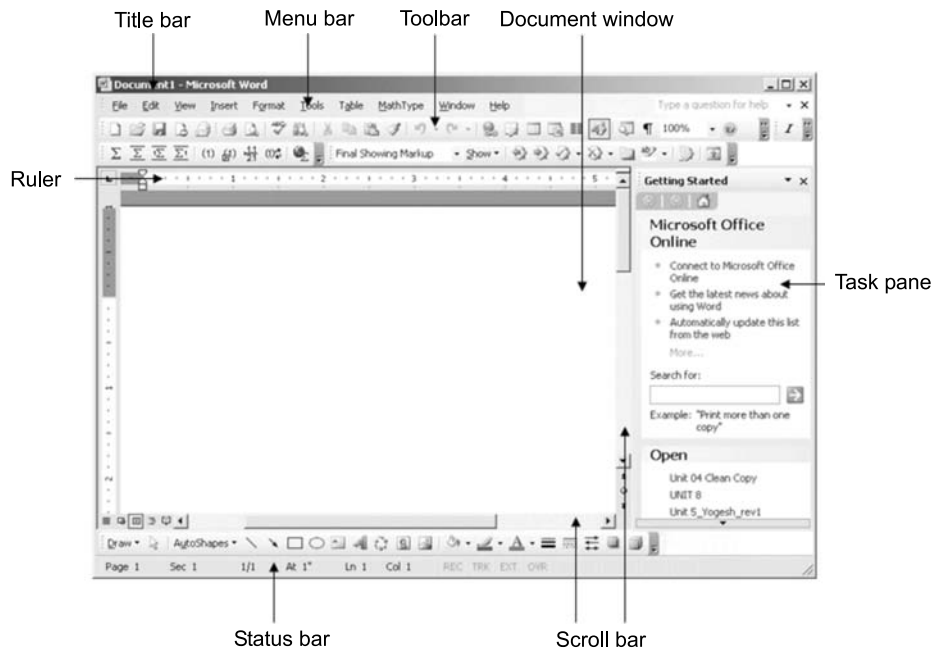 Title bar Menu bar Toolbar Document window
Document1 - Microsoft Word
File Edit View Insert Format Tools Table MathType Window Help Type a question for help
100%
Final Showing Markup Show
Ruler
1 2 3 4 5
Getting Started
Microsoft Office
Online
Connect to Microsoft Office
Online
Get the latest news about
using Word
Automatically update this list
from the web
More...
Task pane
Search for:
Example: "Print more than one
copy"
Open
Unit 04 Clean Copy
UNIT 8
Unit 5_Yogesh_rev1
Draw AutoShapes
Page 1 Sec 1 1/1 At 1" Ln 1 Col 1 REC TRK EXT OVR
Status bar Scroll bar